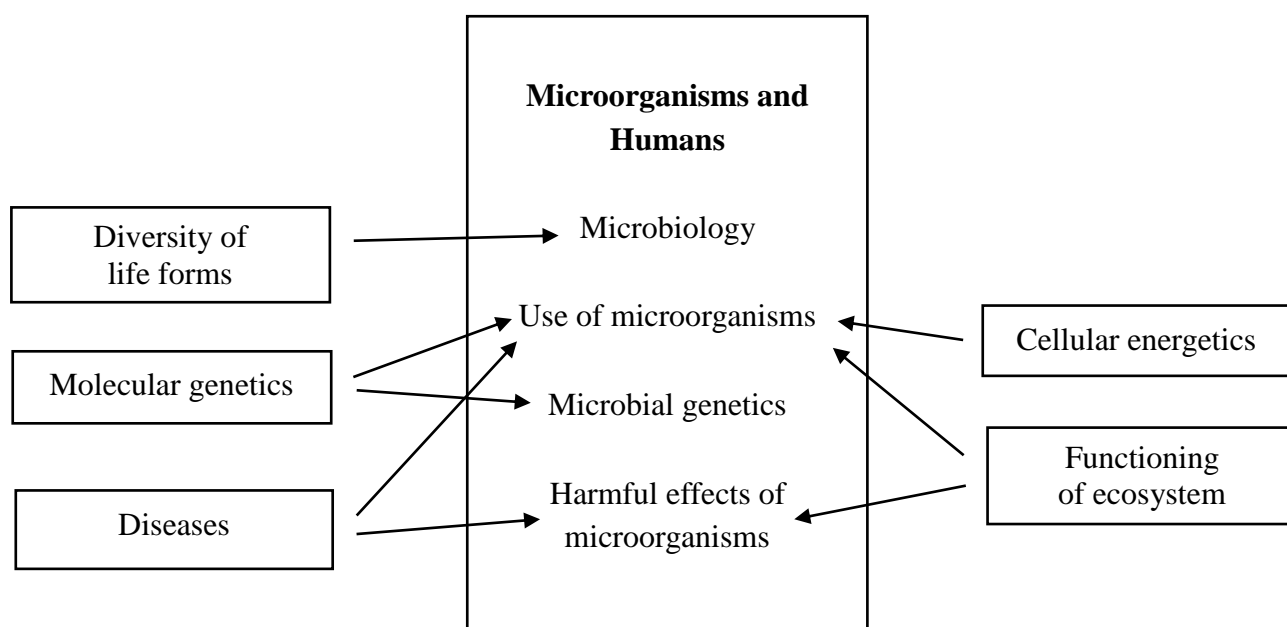 Microorganisms and
Humans
Diversity of
life forms
Microbiology
Use of microorganisms
Molecular genetics
Cellular energetics
Microbial genetics
Diseases
Harmful effects of
microorganisms
Functioning
of ecosystem